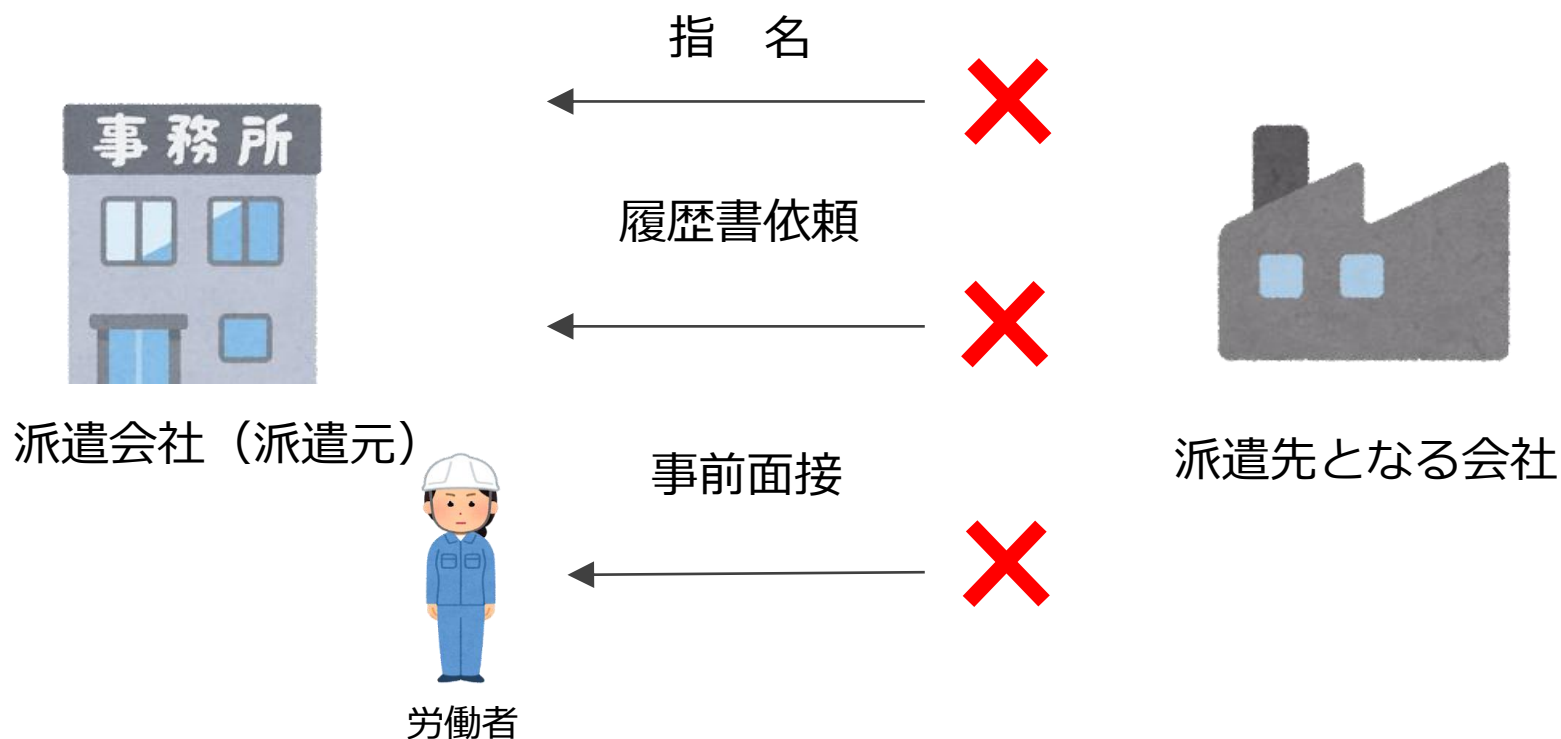 指　名
事務所
履歴書依頼
派遣会社（派遣元）
事前面接
派遣先となる会社
労働者